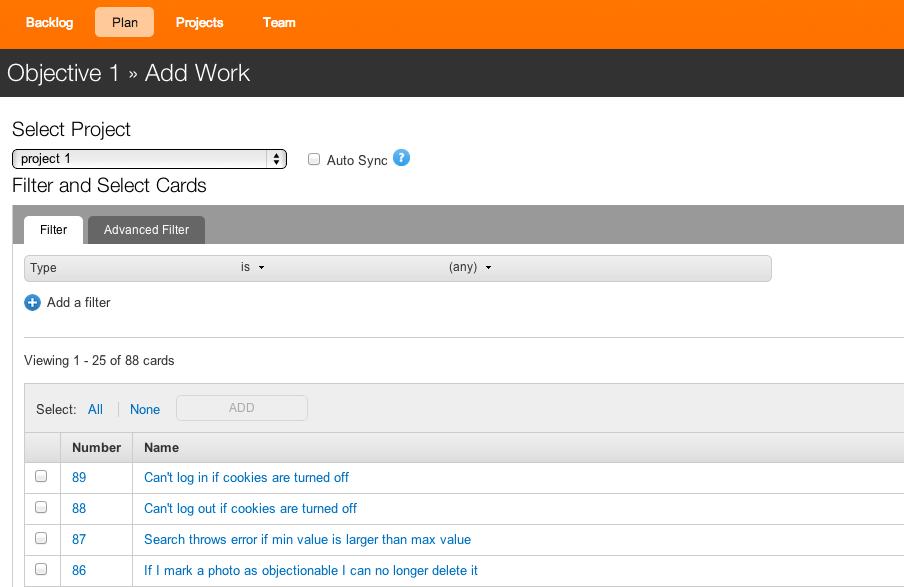 Backlog Plan Projects Team
Objective 1 » Add Work
Select Project
project 1 Auto Sync ?
Filter and Select Cards
Filter Advanced Filter
Type is (any)
Add a filter
Viewing 1 - 25 of 88 cards
Select: All None ADD
Number Name
89 Can't log in if cookies are turned off
88 Can't log out if cookies are turned off
87 Search throws error if min value is larger than max value
86 If I mark a photo as objectionable I can no longer delete it